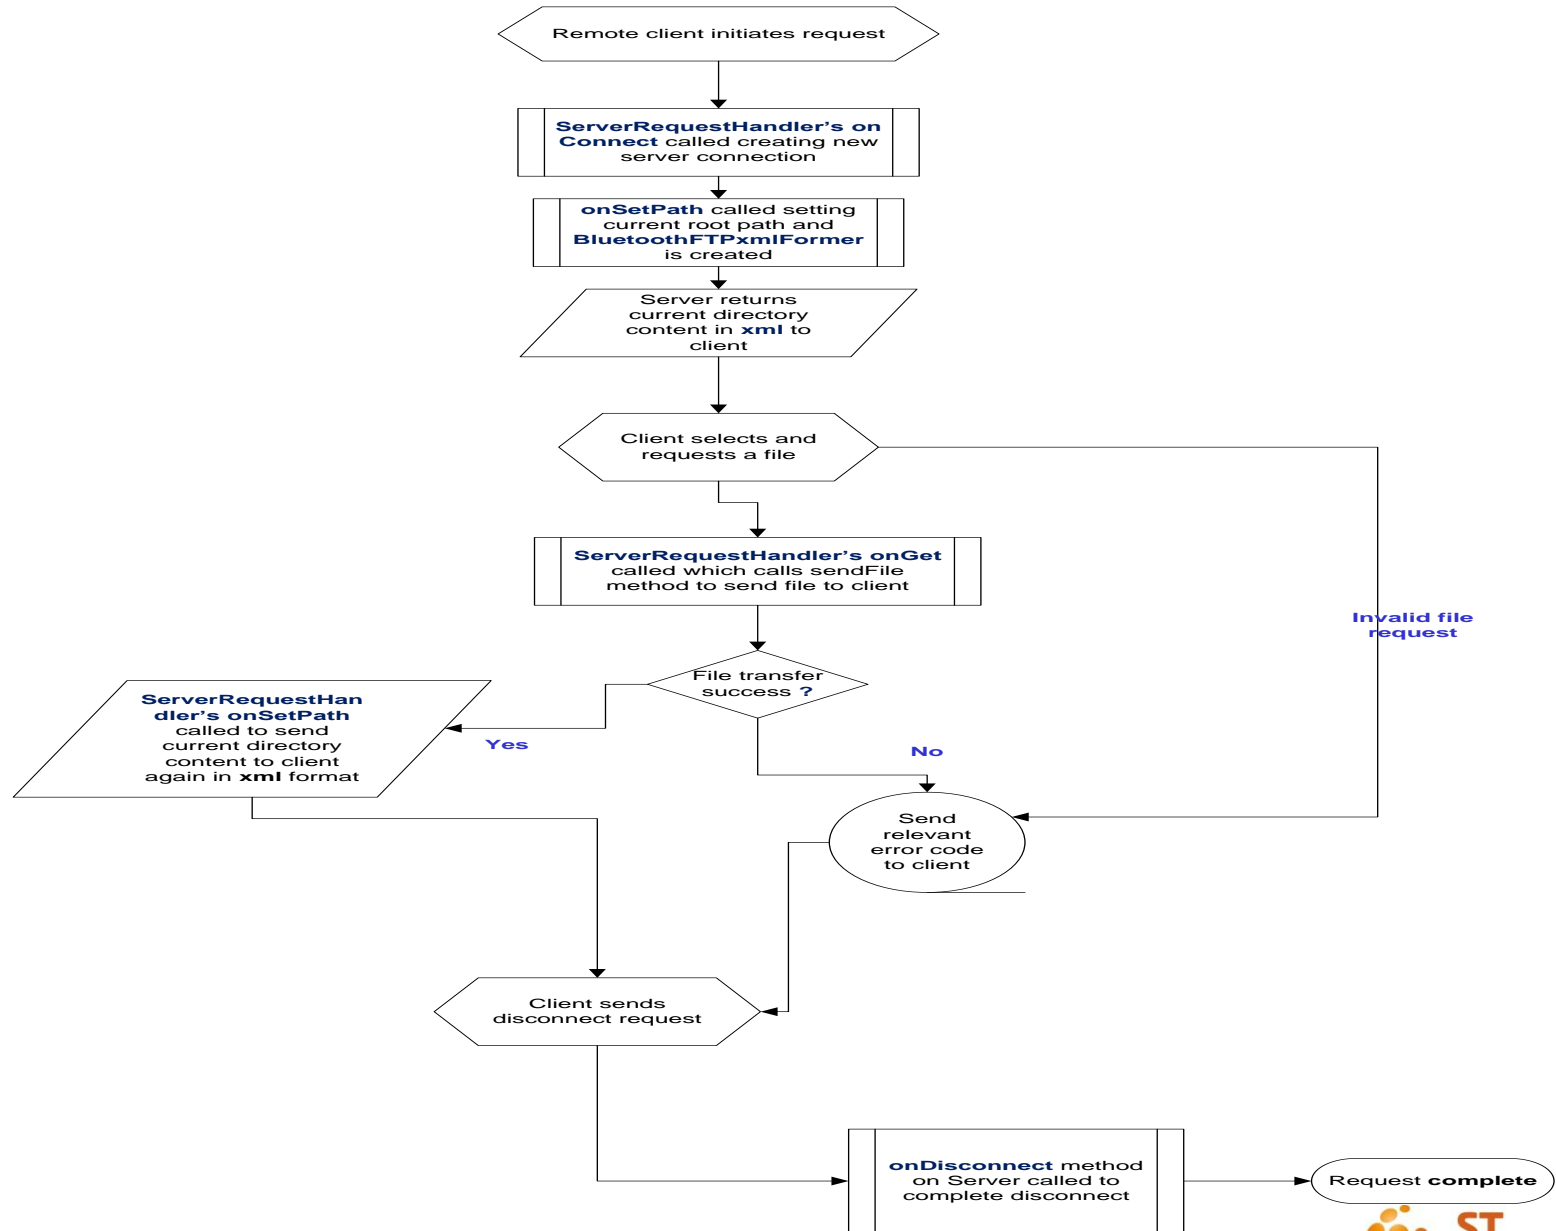 Remote client initiates request
ServerRequestHandler's on
Connect called creating new
server connection
onSetPath called setting
current root path and
BluetoothFTPxmlFormer
is created
Server returns
current directory
content in xml to
client
Client selects and
requests a file
ServerRequestHandler's onGet
called which calls sendFile
method to send file to client
Invalid file
request
File transfer
success ?
ServerRequestHan
dler's onSetPath
called to send
current directory
content to client
again in xml format
Yes
No
Send
relevant
error code
to client
Client sends
disconnect request
onDisconnect method
on Server called to
complete disconnect
Request complete
ST